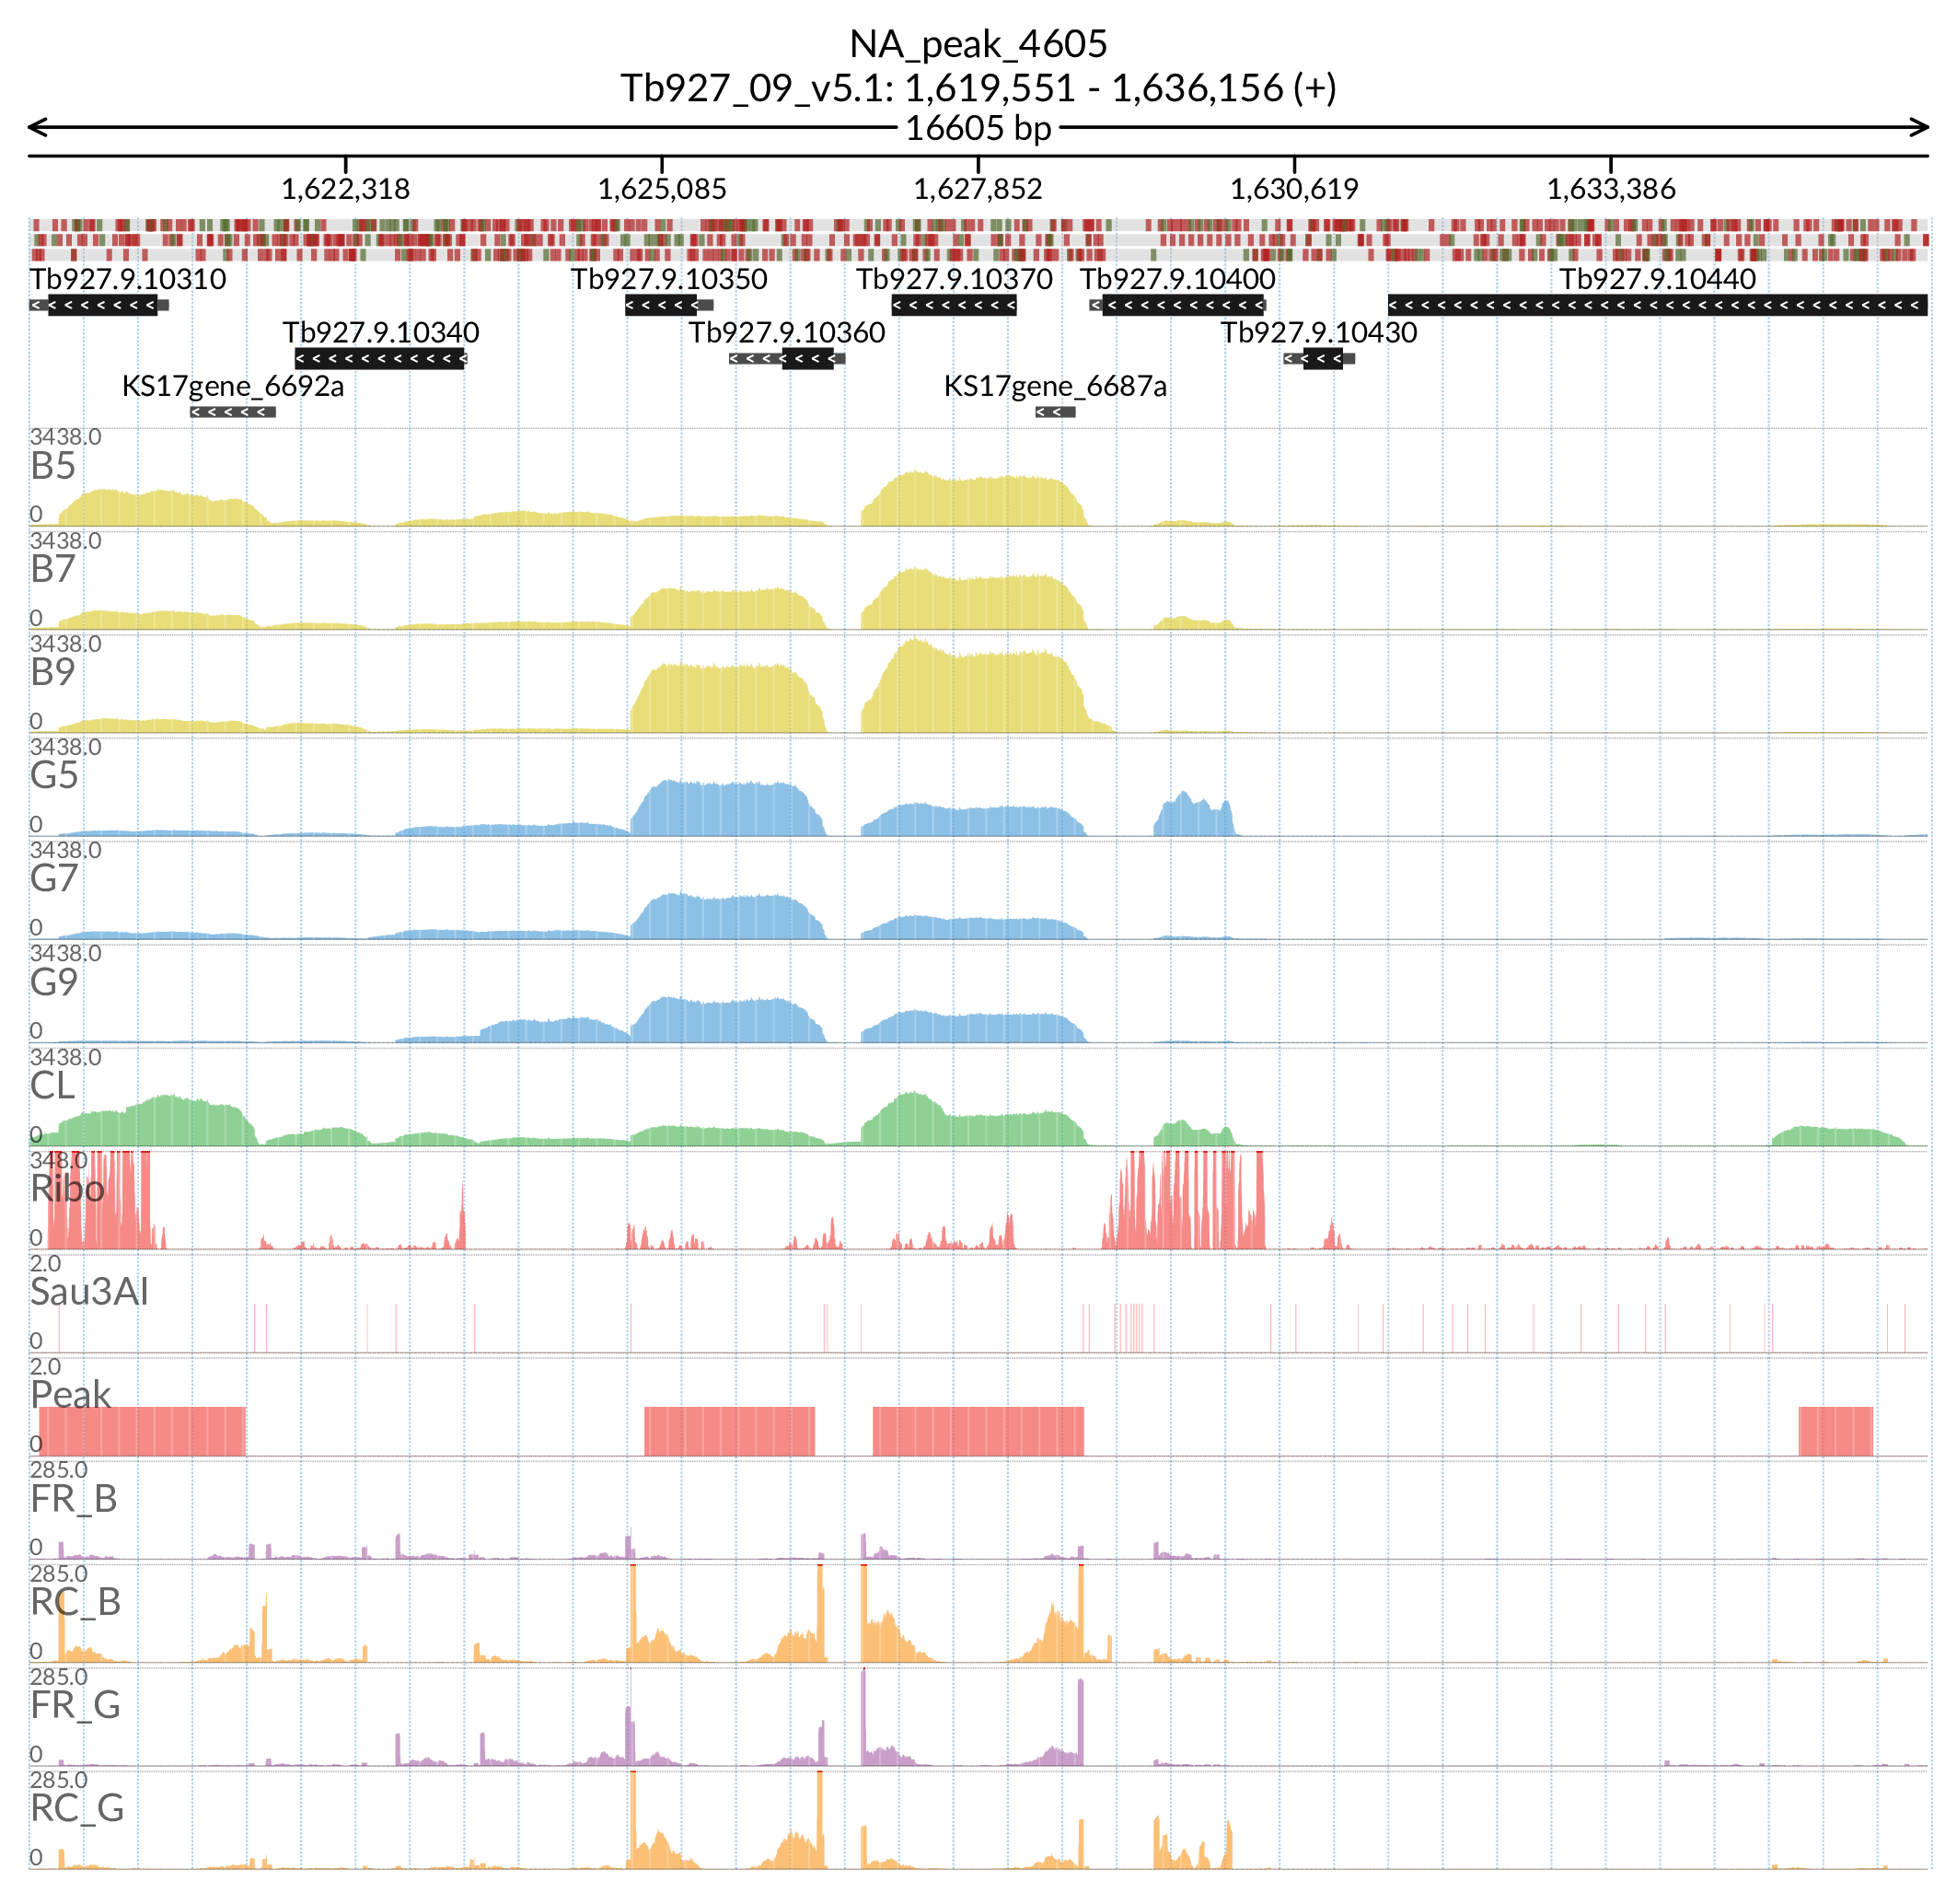 NA_peak_4605
Tb927_09_v5.1: 1,619,551 - 1,636,156 (+)
16605 bp
1,622,318 1,625,085 1,627,852 1,630,619 1,633,386
Tb927.9.10310 Tb927.9.10350 Tb927.9.10370 Tb927.9.10400 Tb927.9.10440
Tb927.9.10340 Tb927.9.10360 Tb927.9.10430
KS17gene_6692a KS17gene_6687a
3438.0
B5
0
3438.0
B7
0
3438.0
B9
0
3438.0
G5
0
3438.0
G7
0
3438.0
G9
0
3438.0
CL
0
348.0
Ribo
0
2.0
Sau3AI
0
2.0
Peak
0
285.0
FR_B
0
285.0
RC_B
0
285.0
FR_G
0
285.0
RC_G
0